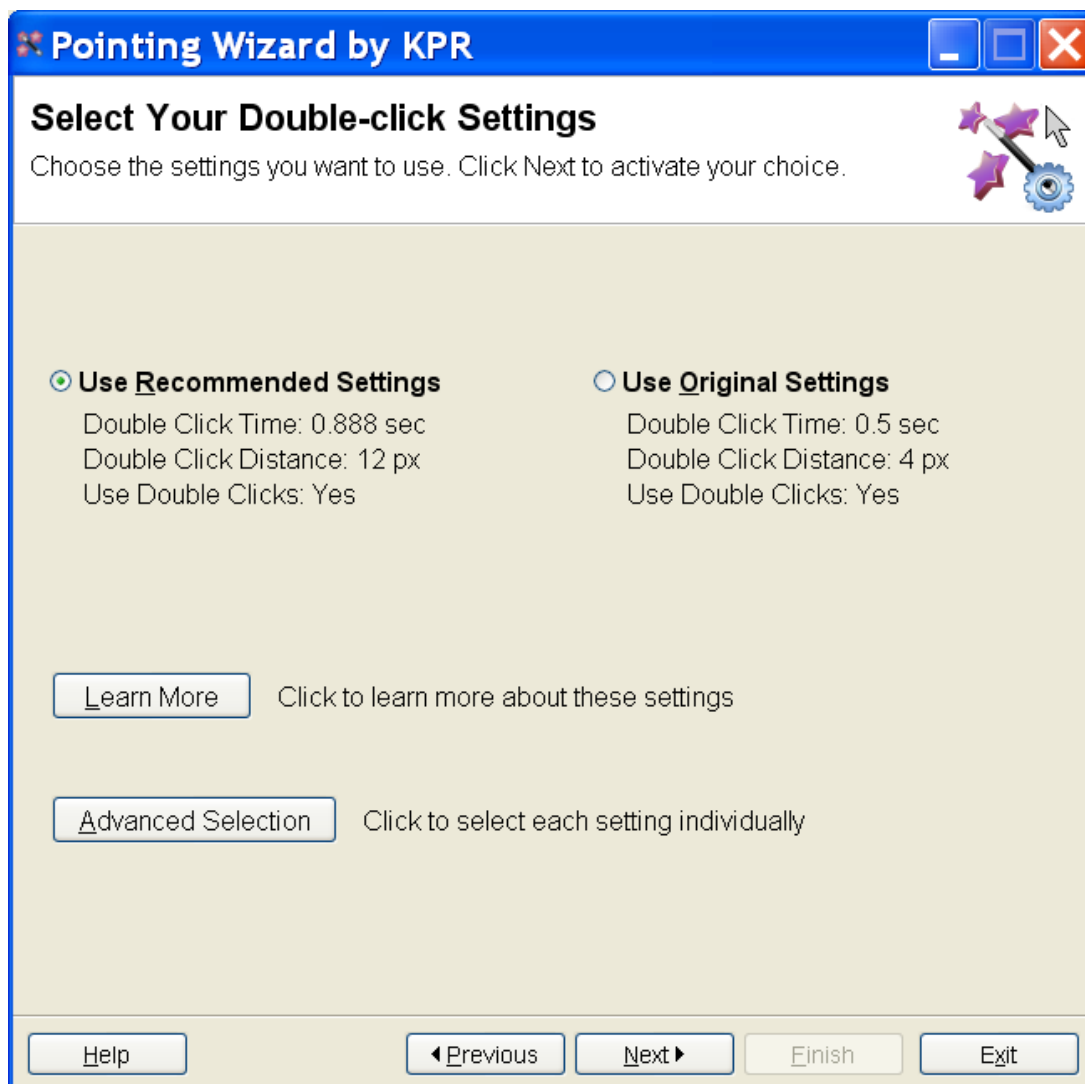 Pointing Wizard by KPR
Select Your Double-click Settings
Choose the settings you want to use. Click Next to activate your choice.
Use Recommended Settings
Double Click Time: 0.888 sec
Double Click Distance: 12 px
Use Double Clicks: Yes
Use Original Settings
Double Click Time: 0.5 sec
Double Click Distance: 4 px
Use Double Clicks: Yes
Learn More Click to learn more about these settings
Advanced Selection Click to select each setting individually
Help Previous Next Finish Exit